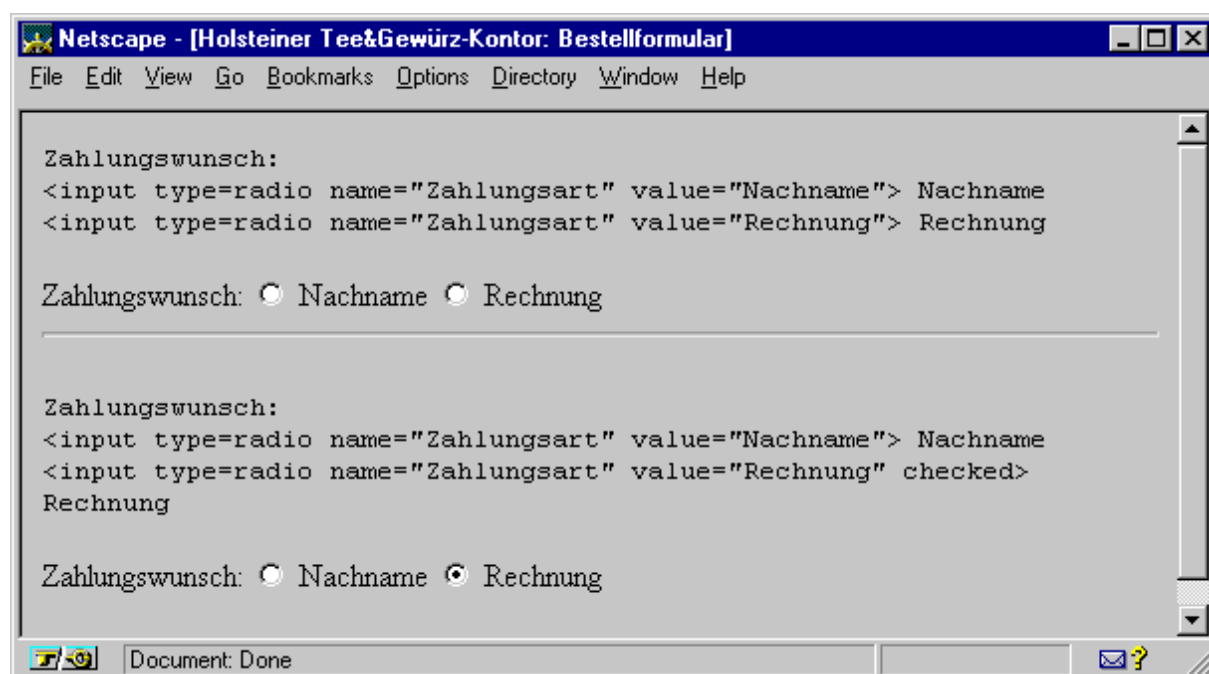 Netscape - [Holsteiner Tee&Gewürz-Kontor: Bestellformular]
File Edit View Go Bookmarks Options Directory Window Help
Zahlungswunsch:
<input type=radio name="Zahlungsart" value="Nachname"> Nachname
<input type=radio name="Zahlungsart" value="Rechnung"> Rechnung
Zahlungswunsch: Nachname Rechnung
Zahlungswunsch:
<input type=radio name="Zahlungsart" value="Nachname"> Nachname
<input type=radio name="Zahlungsart" value="Rechnung" checked>
Rechnung
Zahlungswunsch: Nachname Rechnung
Document: Done